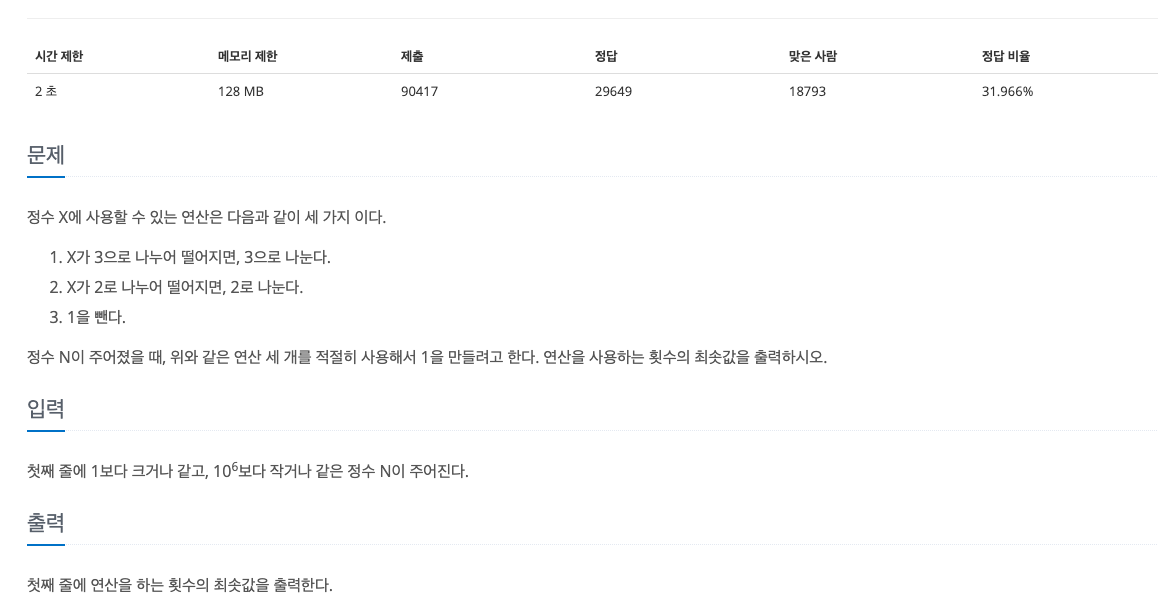 시간 제한 메모리 제한 제출 정답 맞은 사람 정답 비율
2 초 128 MB 90417 29649 18793 31.966%
문제
정수 X에 사용할 수 있는 연산은 다음과 같이 세 가지 이다.
1. X가 3으로 나누어 떨어지면, 3으로 나눈다.
2. X가 2로 나누어 떨어지면, 2로 나눈다.
3. 1을 뺀다.
정수 N이 주어졌을 때, 위와 같은 연산 세 개를 적절히 사용해서 1을 만들려고 한다. 연산을 사용하는 횟수의 최솟값을 출력하시오.
입력
첫째 줄에 1보다 크거나 같고, 10⁶보다 작거나 같은 정수 N이 주어진다.
출력
첫째 줄에 연산을 하는 횟수의 최솟값을 출력한다.